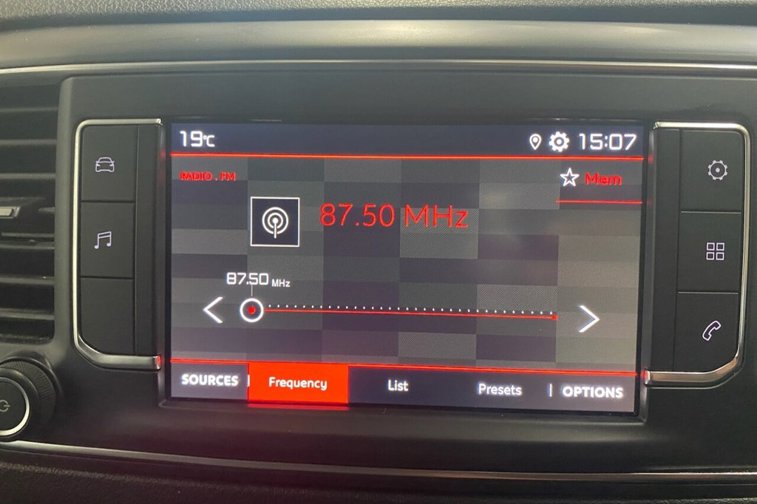 19°C
15:07
RADIO . FM
Mem
87.50 MHz
87.50 MHz
SOURCES Frequency List Presets OPTIONS